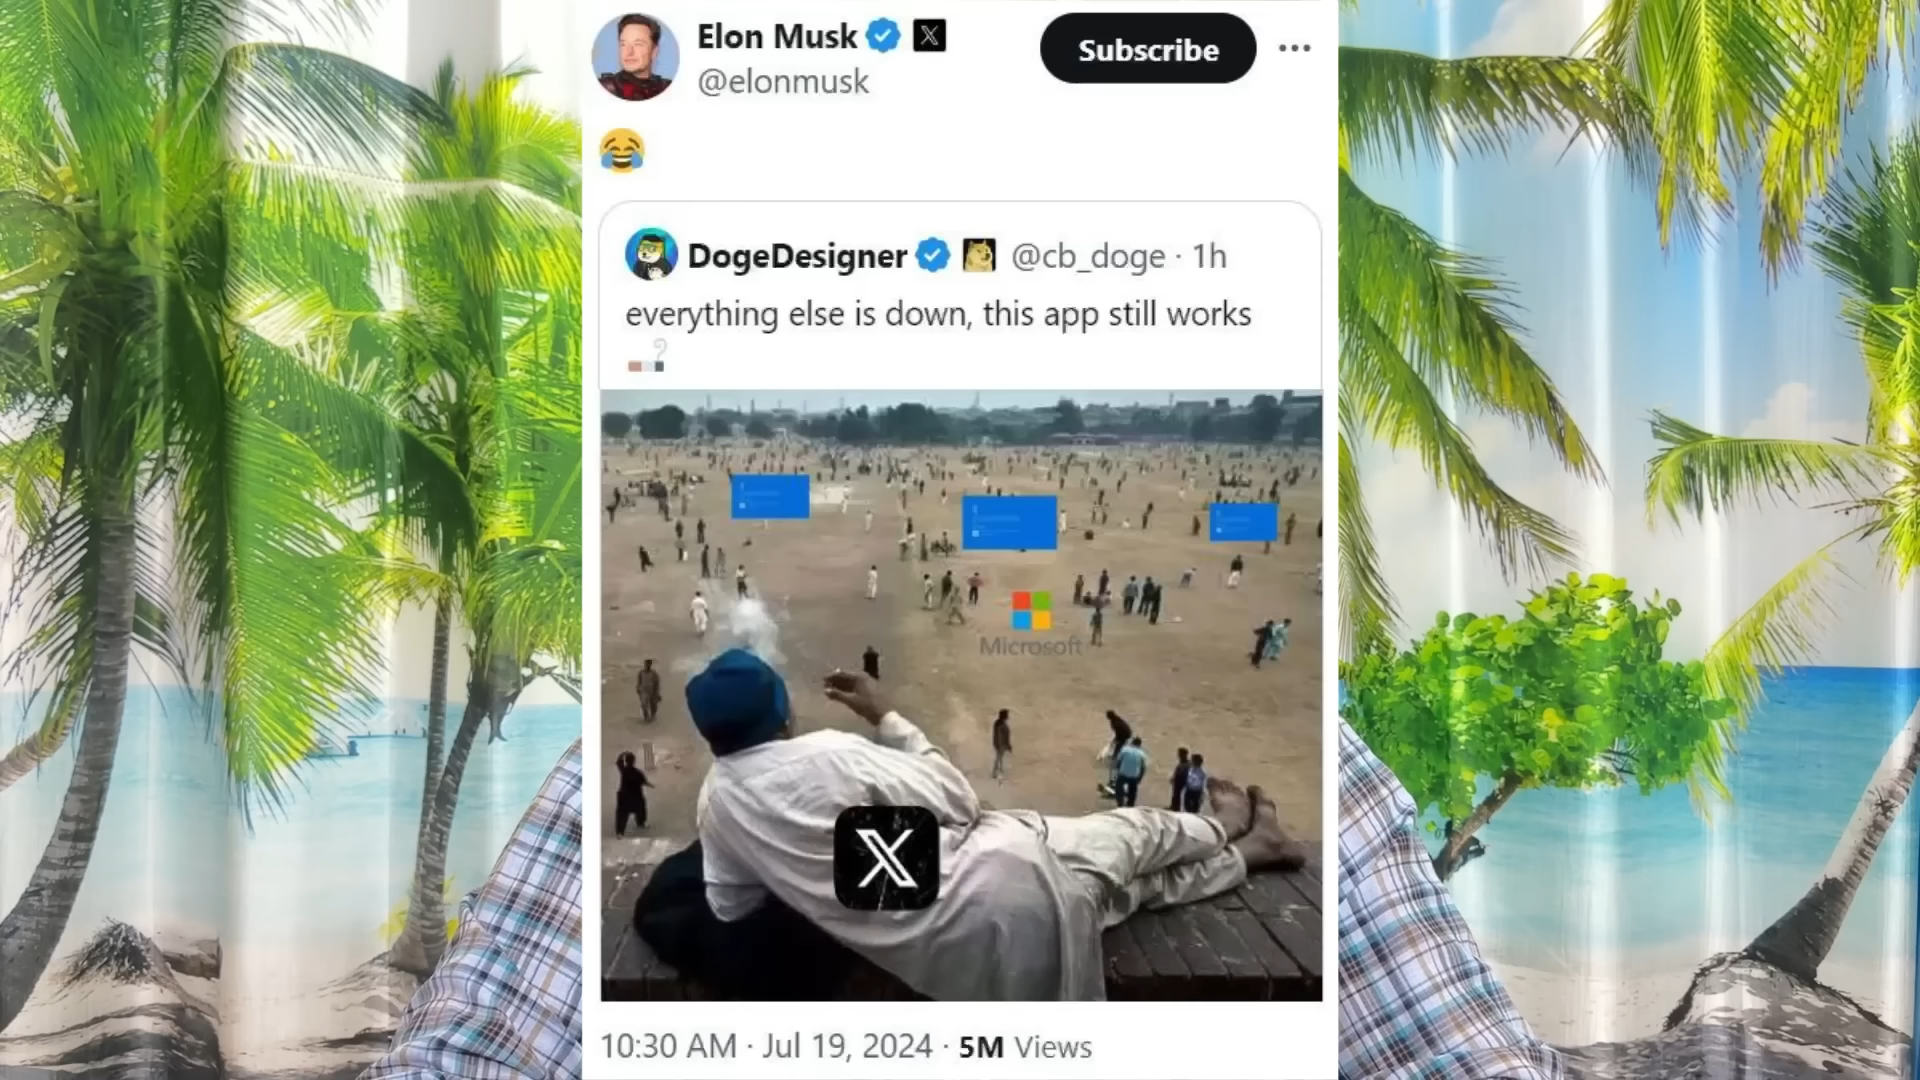 Elon Musk
Subscribe
@elonmusk
DogeDesigner @cb_doge · 1h
everything else is down, this app still works
Microsoft
10:30 AM · Jul 19, 2024 · 5M Views